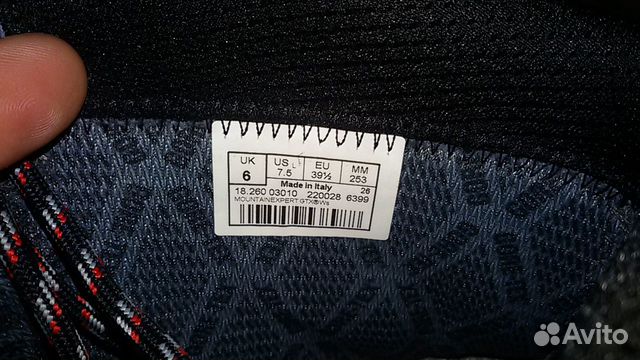 UK US L EU MM
6 7.5 39½ 253
Made in Italy 26
18.260 03010 220028 6399
MOUNTAINEXPERT GTX®Ws
Avito